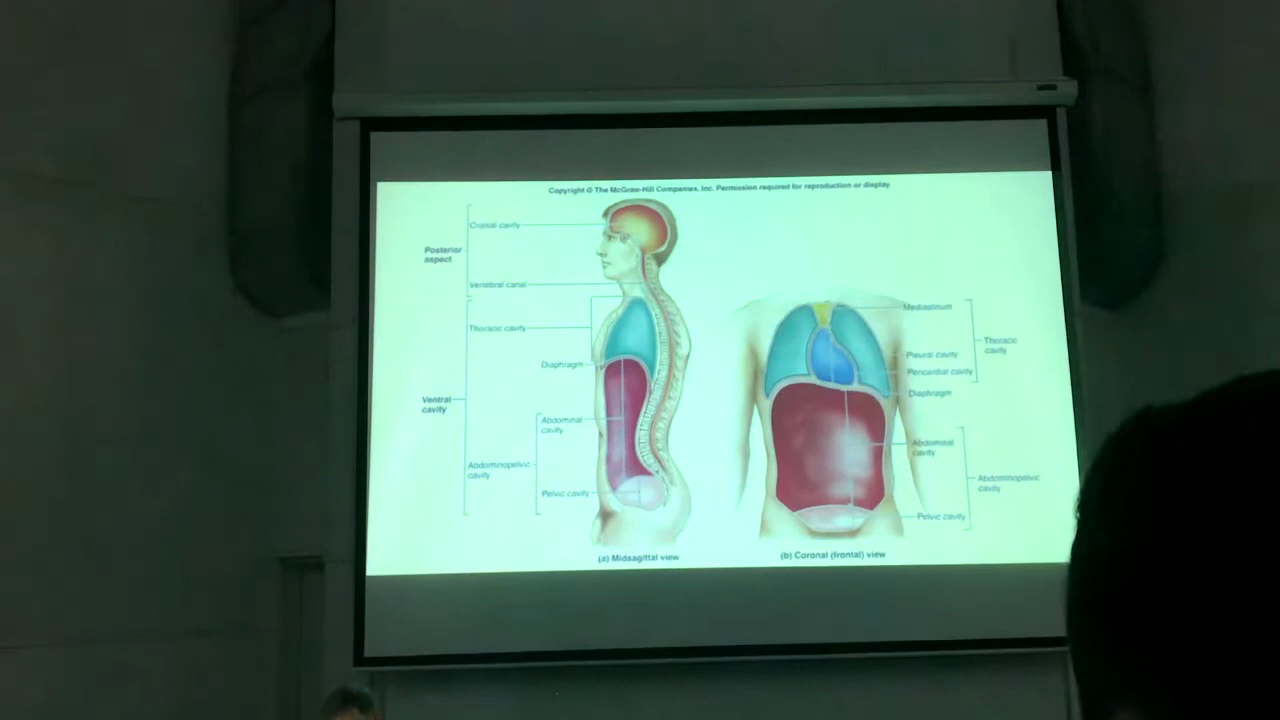 Copyright © The McGraw-Hill Companies, Inc. Permission required for reproduction or display.
Cranial cavity
Posterior
aspect
Vertebral canal
Thoracic cavity
Diaphragm
Ventral
cavity
Abdominal
cavity
Abdominopelvic
cavity
Pelvic cavity
(a) Midsagittal view
Mediastinum
Thoracic
cavity
Pleural cavity
Pericardial cavity
Diaphragm
Abdominal
cavity
Abdominopelvic
cavity
Pelvic cavity
(b) Coronal (frontal) view